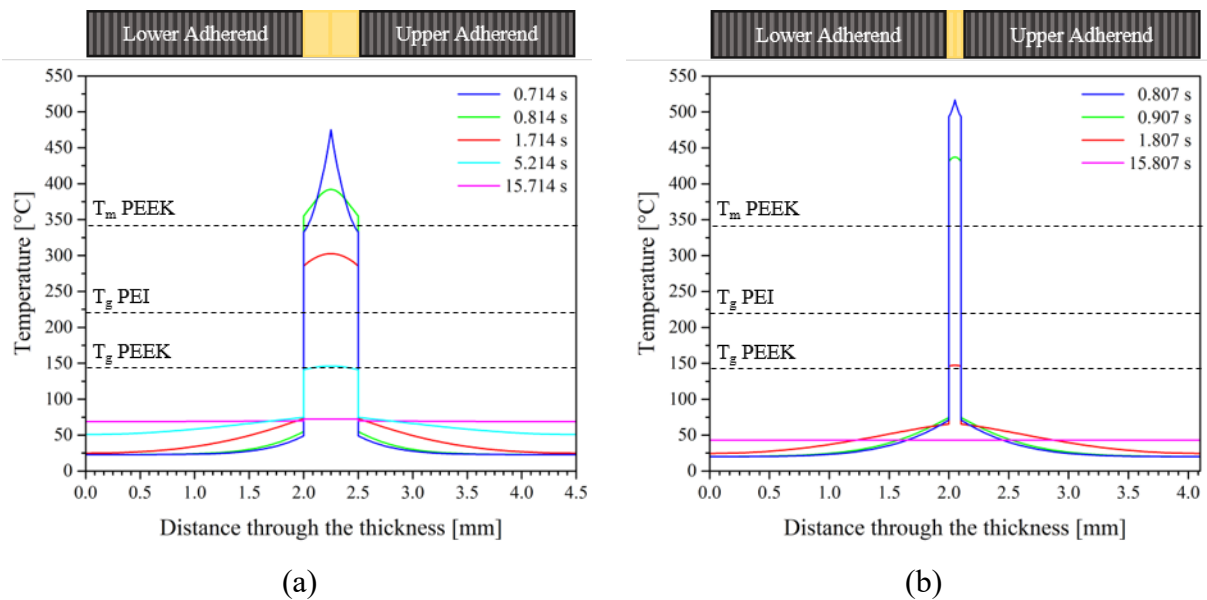 Lower Adherend
Upper Adherend
550
500
450
400
350
300
250
200
150
100
50
0
Temperature [°C]
0.714 s
0.814 s
1.714 s
5.214 s
15.714 s
Tm PEEK
Tg PEI
Tg PEEK
0.0 0.5 1.0 1.5 2.0 2.5 3.0 3.5 4.0 4.5
Distance through the thickness [mm]
(a)
Lower Adherend
Upper Adherend
550
500
450
400
350
300
250
200
150
100
50
0
Temperature [°C]
0.807 s
0.907 s
1.807 s
15.807 s
Tm PEEK
Tg PEI
Tg PEEK
0.0 0.5 1.0 1.5 2.0 2.5 3.0 3.5 4.0
Distance through the thickness [mm]
(b)